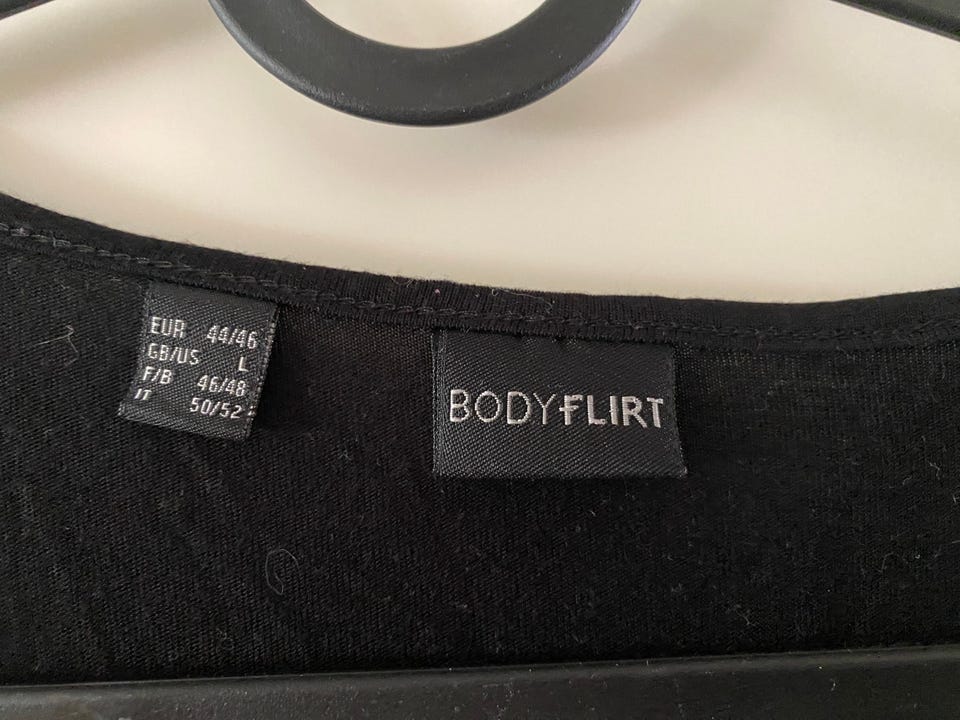 EUR 44/46
GB/US L
F/B 46/48
IT 50/52
BODYFLIRT